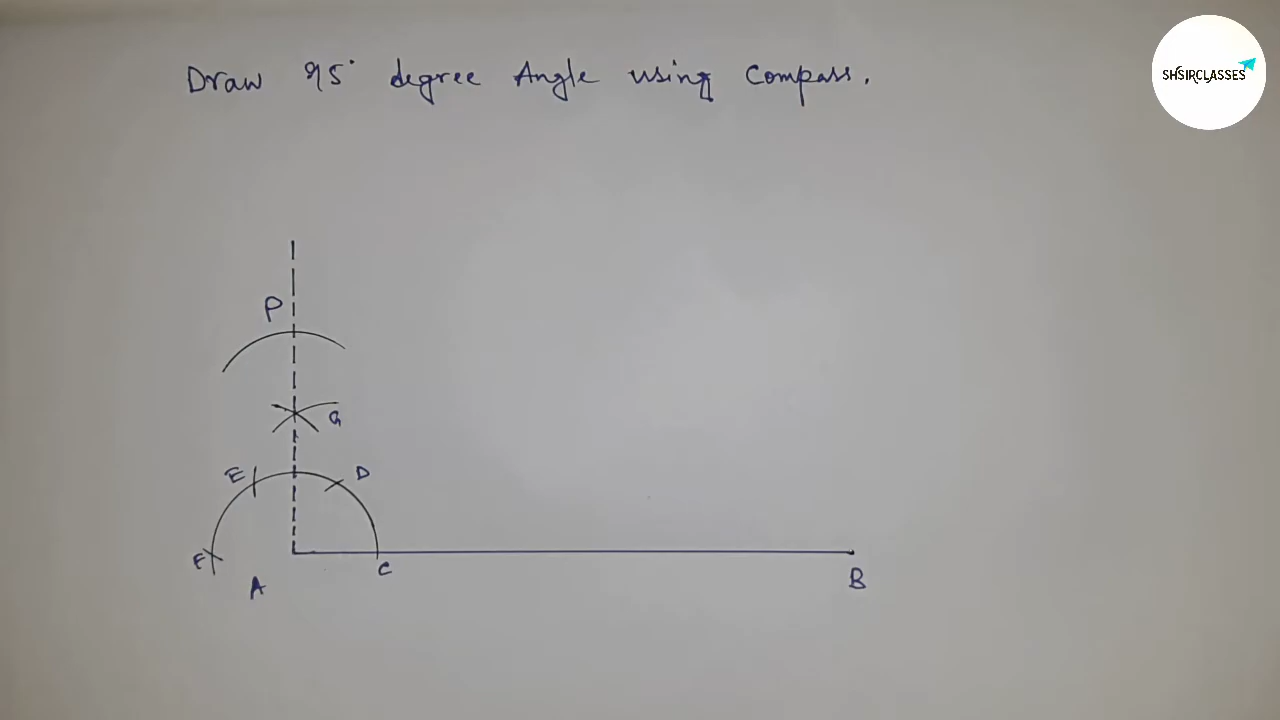 Draw 95° degree Angle using Compass.
SHSIRCLASSES
P
G
E D
F
A C B